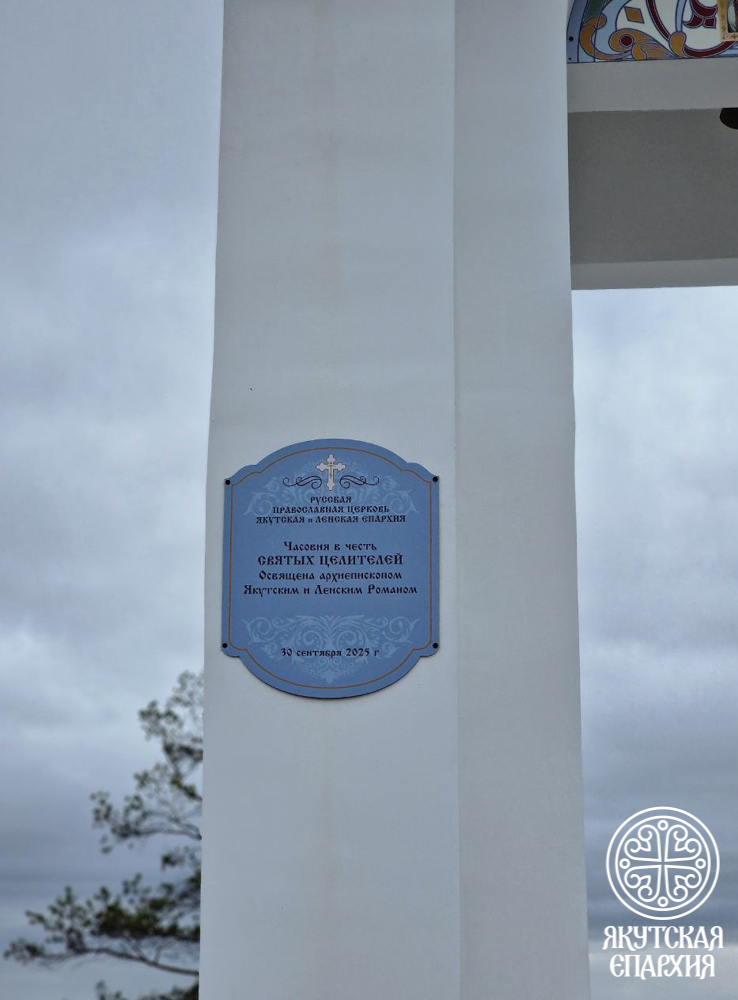 РУССКАЯ
ПРАВОСЛАВНАЯ ЦЕРКОВЬ
ЯКУТСКАЯ И ЛЕНСКАЯ ЕПАРХИЯ
Часовня в честь
СВЯТЫХ ЦЕЛИТЕЛЕЙ
Освящена архиепископом
Якутским и Ленским Романом
30 сентября 2025 г
ЯКУТСКАЯ
ЕПАРХИЯ